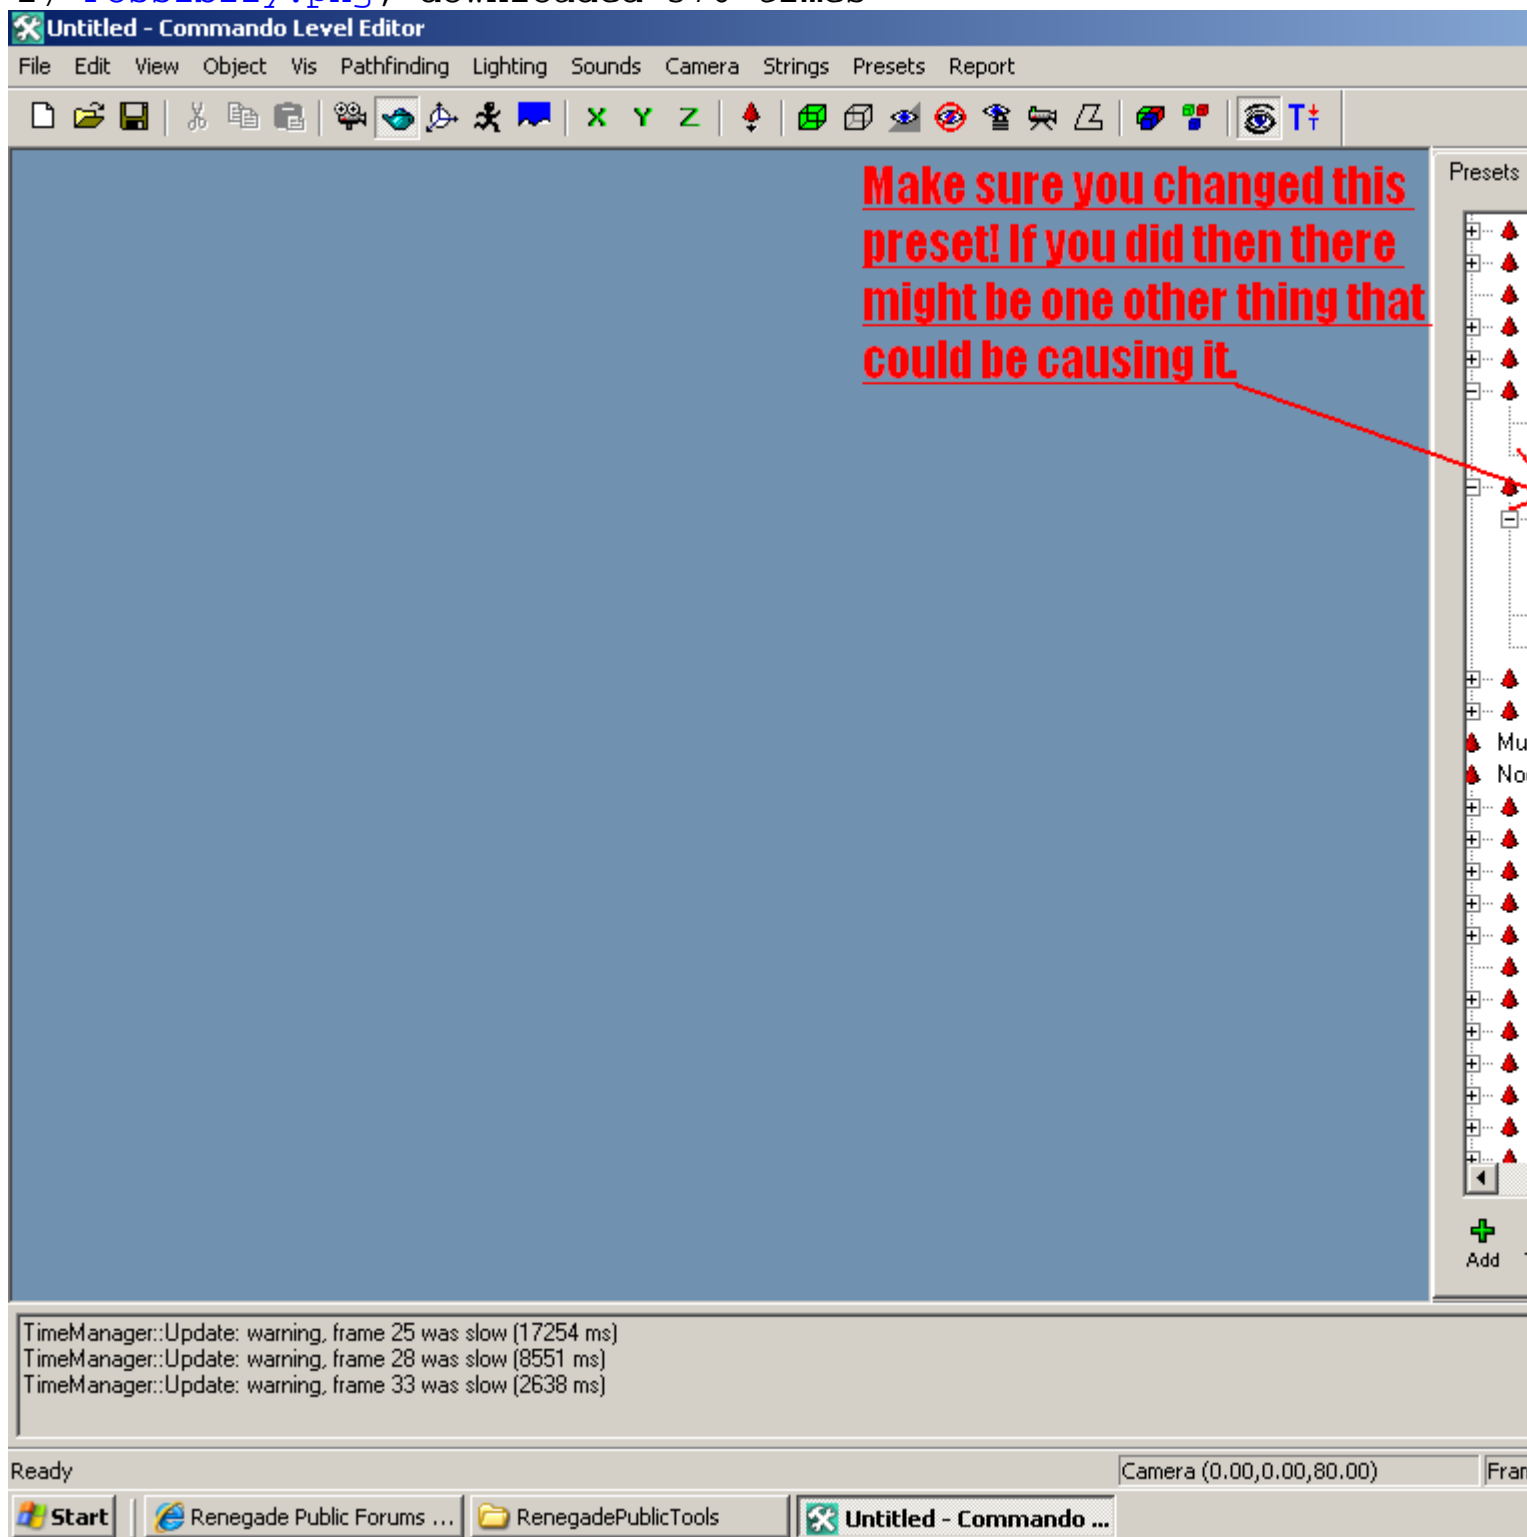 Untitled - Commando Level Editor
File Edit View Object Vis Pathfinding Lighting Sounds Camera Strings Presets Report
X Y Z T
Make sure you changed this
preset! If you did then there
might be one other thing that
could be causing it.
Presets
Mu
Add
TimeManager::Update: warning, frame 25 was slow (17254 ms)
TimeManager::Update: warning, frame 28 was slow (8551 ms)
TimeManager::Update: warning, frame 33 was slow (2638 ms)
Ready Camera (0.00,0.00,80.00) Fra
Start Renegade Public Forums ... RenegadePublicTools Untitled - Commando ...